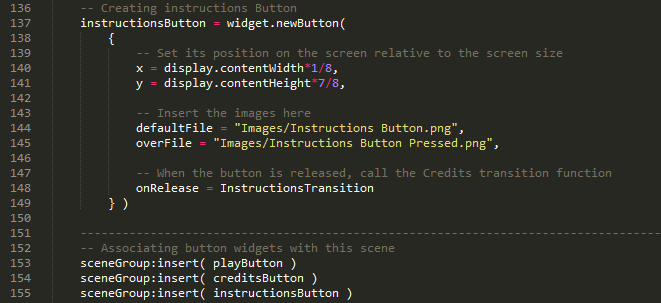 136 -- Creating instructions Button
137 instructionsButton = widget.newButton(
138 {
139 -- Set its position on the screen relative to the screen size
140 x = display.contentWidth*1/8,
141 y = display.contentHeight*7/8,
142
143 -- Insert the images here
144 defaultFile = "Images/Instructions Button.png",
145 overFile = "Images/Instructions Button Pressed.png",
146
147 -- When the button is released, call the Credits transition function
148 onRelease = InstructionsTransition
149 } )
150
151 -----------------------------------------------------------------------------------------
152 -- Associating button widgets with this scene
153 sceneGroup:insert( playButton )
154 sceneGroup:insert( creditsButton )
155 sceneGroup:insert( instructionsButton )